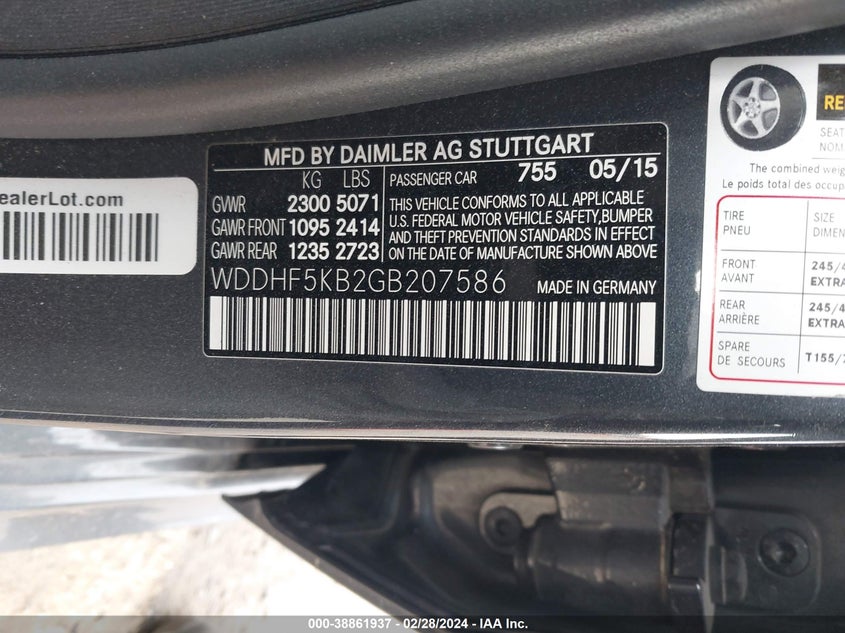 ealerLot.com
MFD BY DAIMLER AG STUTTGART
KG LBS
GVWR 2300 5071
GAWR FRONT 1095 2414
GAWR REAR 1235 2723
PASSENGER CAR 755 05/15
THIS VEHICLE CONFORMS TO ALL APPLICABLE
U.S. FEDERAL MOTOR VEHICLE SAFETY,BUMPER
AND THEFT PREVENTION STANDARDS IN EFFECT
ON THE DATE OF MANUFACTURE SHOWN ABOVE
WDDHF5KB2GB207586 MADE IN GERMANY
RE
SEAT
NOM
The combined weig
Le poids total des occup
TIRE
PNEU
SIZE
DIMEN
FRONT
AVANT
245/4
EXTRA
REAR
ARRIÈRE
245/4
EXTRA
SPARE
DE SECOURS
T155/7
000-38861937 - 02/28/2024 - IAA Inc.